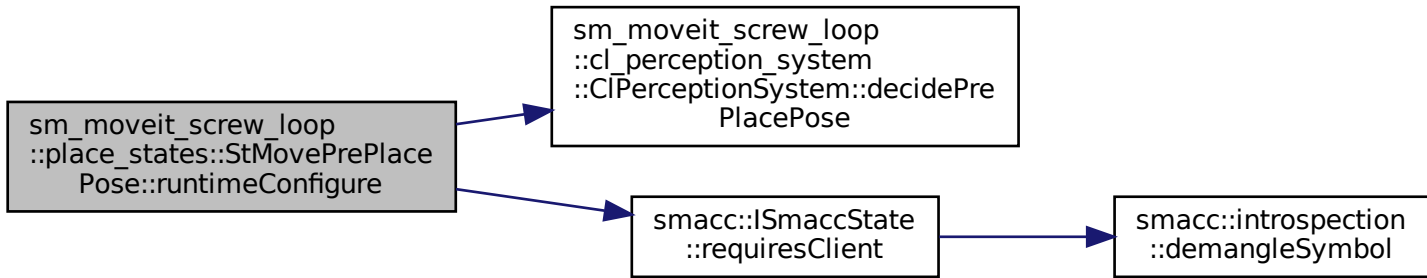 sm_moveit_screw_loop
::cl_perception_system
::ClPerceptionSystem::decidePre
PlacePose
sm_moveit_screw_loop
::place_states::StMovePrePlace
Pose::runtimeConfigure
smacc::ISmaccState
::requiresClient
smacc::introspection
::demangleSymbol